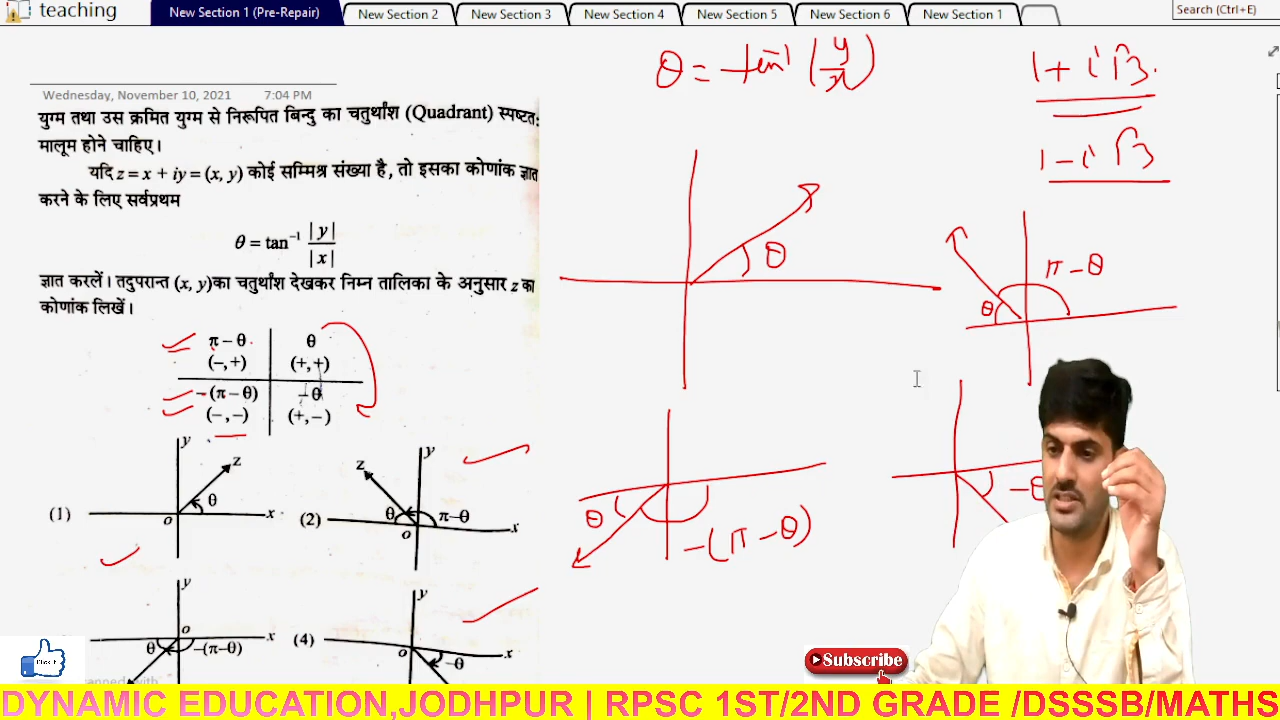 teaching
New Section 1 (Pre-Repair) New Section 2 New Section 3 New Section 4 New Section 5 New Section 6 New Section 1
Search (Ctrl+E)
Wednesday, November 10, 2021 7:04 PM
युग्म तथा उस क्रमित युग्म से निरूपित बिन्दु का चतुर्थांश (Quadrant) स्पष्टतः
मालूम होने चाहिए।
यदि z = x + iy = (x, y) कोई सम्मिश्र संख्या है, तो इसका कोणांक ज्ञात
करने के लिए सर्वप्रथम
θ = tan⁻¹ |y|/|x|
ज्ञात करलें। तदुपरान्त (x, y)का चतुर्थांश देखकर निम्न तालिका के अनुसार z का
कोणांक लिखें।
π – θ θ
(–, +) (+, +)
–(π – θ) –θ
(–, –) (+, –)
(1) y z θ o x
(2) y z θ π–θ o x
y o x θ –(π–θ)
(4) y o x –θ
θ = tan⁻¹ (y/x)
1 + i√3
1 – i√3
θ
π – θ
θ
θ
–(π – θ)
–θ
Click it
Subscribe
DYNAMIC EDUCATION,JODHPUR | RPSC 1ST/2ND GRADE /DSSSB/MATHS